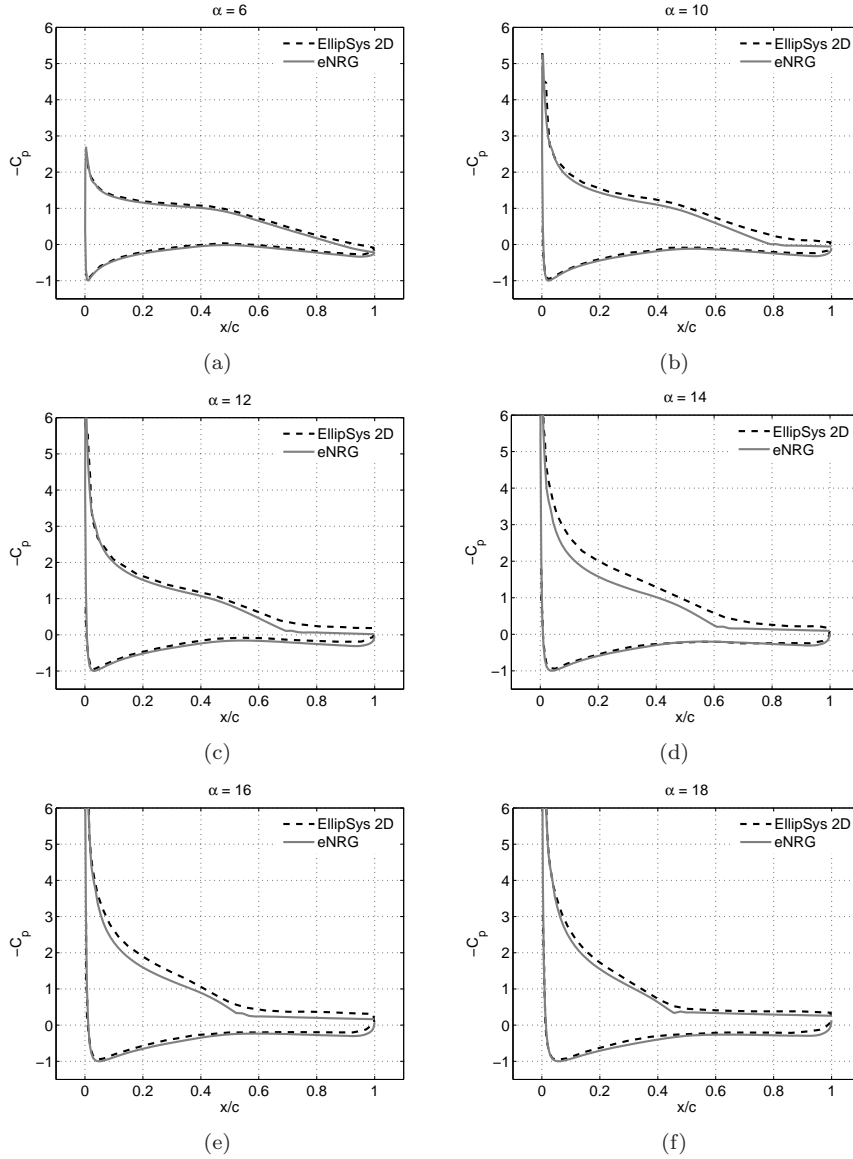 α = 6
6
5
4
3
2
1
0
−1
−C_p
0 0.2 0.4 0.6 0.8 1
x/c
EllipSys 2D
eNRG
(a)
α = 10
6
5
4
3
2
1
0
−1
−C_p
0 0.2 0.4 0.6 0.8 1
x/c
EllipSys 2D
eNRG
(b)
α = 12
6
5
4
3
2
1
0
−1
−C_p
0 0.2 0.4 0.6 0.8 1
x/c
EllipSys 2D
eNRG
(c)
α = 14
6
5
4
3
2
1
0
−1
−C_p
0 0.2 0.4 0.6 0.8 1
x/c
EllipSys 2D
eNRG
(d)
α = 16
6
5
4
3
2
1
0
−1
−C_p
0 0.2 0.4 0.6 0.8 1
x/c
EllipSys 2D
eNRG
(e)
α = 18
6
5
4
3
2
1
0
−1
−C_p
0 0.2 0.4 0.6 0.8 1
x/c
EllipSys 2D
eNRG
(f)